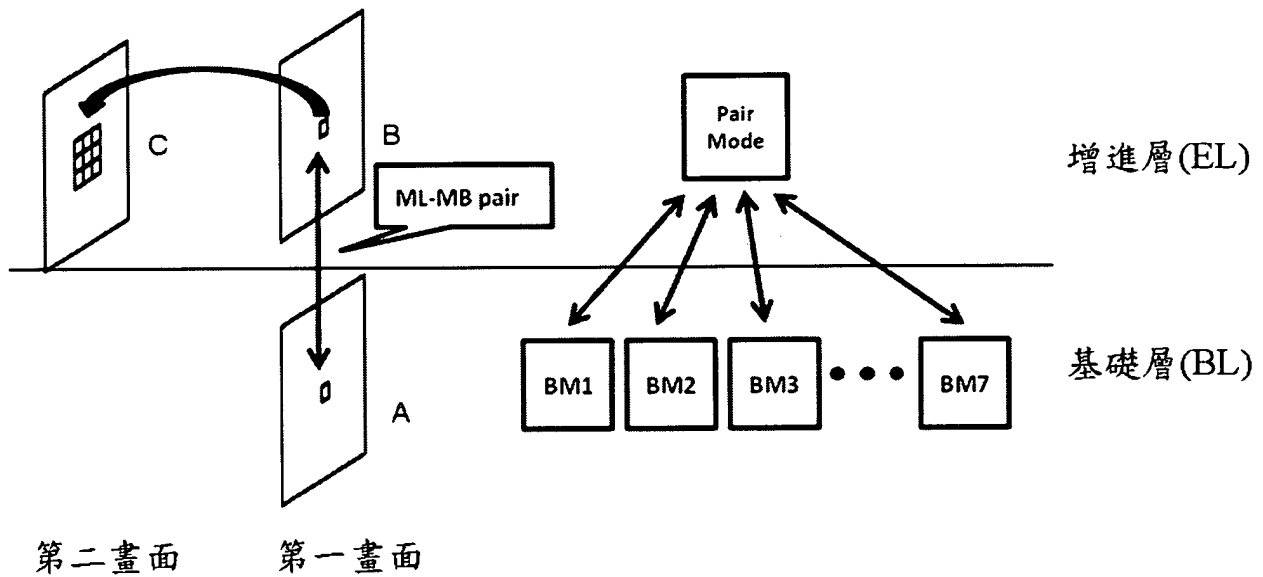 Pair
Mode
C
B
增進層(EL)
ML-MB pair
BM1 BM2 BM3 ••• BM7
基礎層(BL)
A
第二畫面 第一畫面